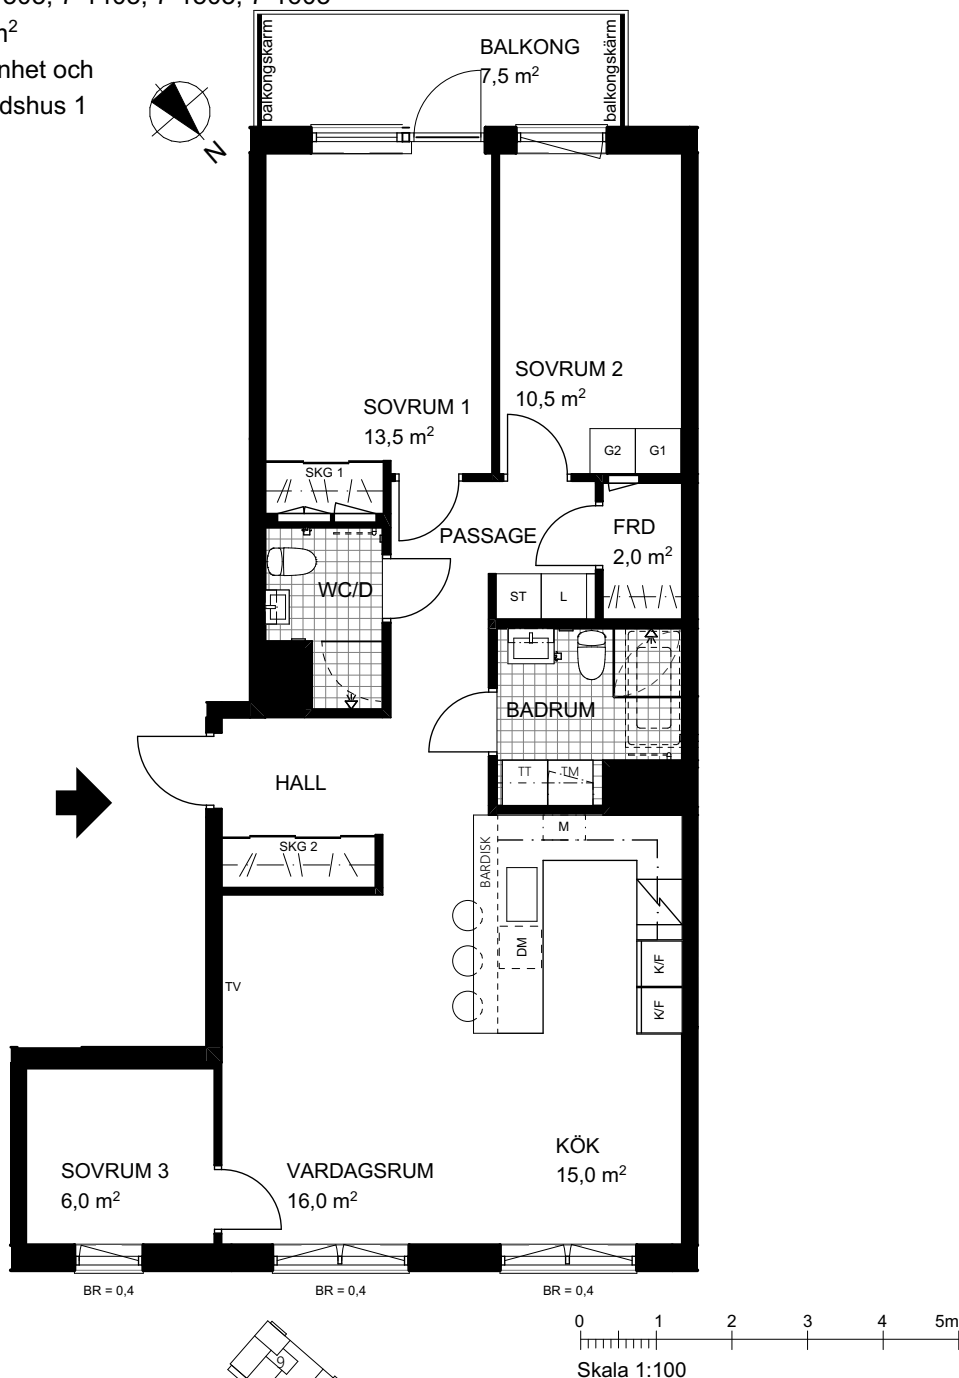 m²
nhet och
dshus 1
N
balkongskärm
BALKONG
7,5 m²
balkongskärm
SOVRUM 1
13,5 m²
SOVRUM 2
10,5 m²
G2
G1
SKG 1
PASSAGE
FRD
2,0 m²
WC/D
ST
L
BADRUM
TT
TM
HALL
SKG 2
M
BARDISK
DM
K/F
K/F
TV
SOVRUM 3
6,0 m²
VARDAGSRUM
16,0 m²
KÖK
15,0 m²
BR = 0,4
BR = 0,4
BR = 0,4
9
0 1 2 3 4 5m
Skala 1:100